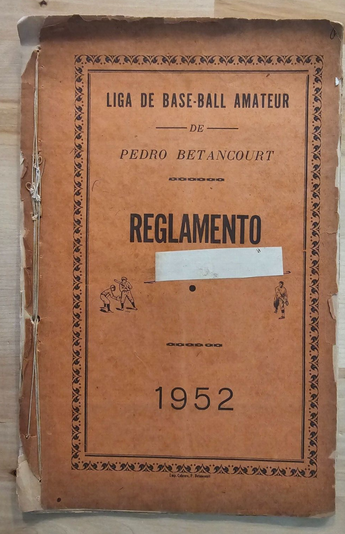 LIGA DE BASE-BALL AMATEUR
DE
PEDRO BETANCOURT
REGLAMENTO
1952